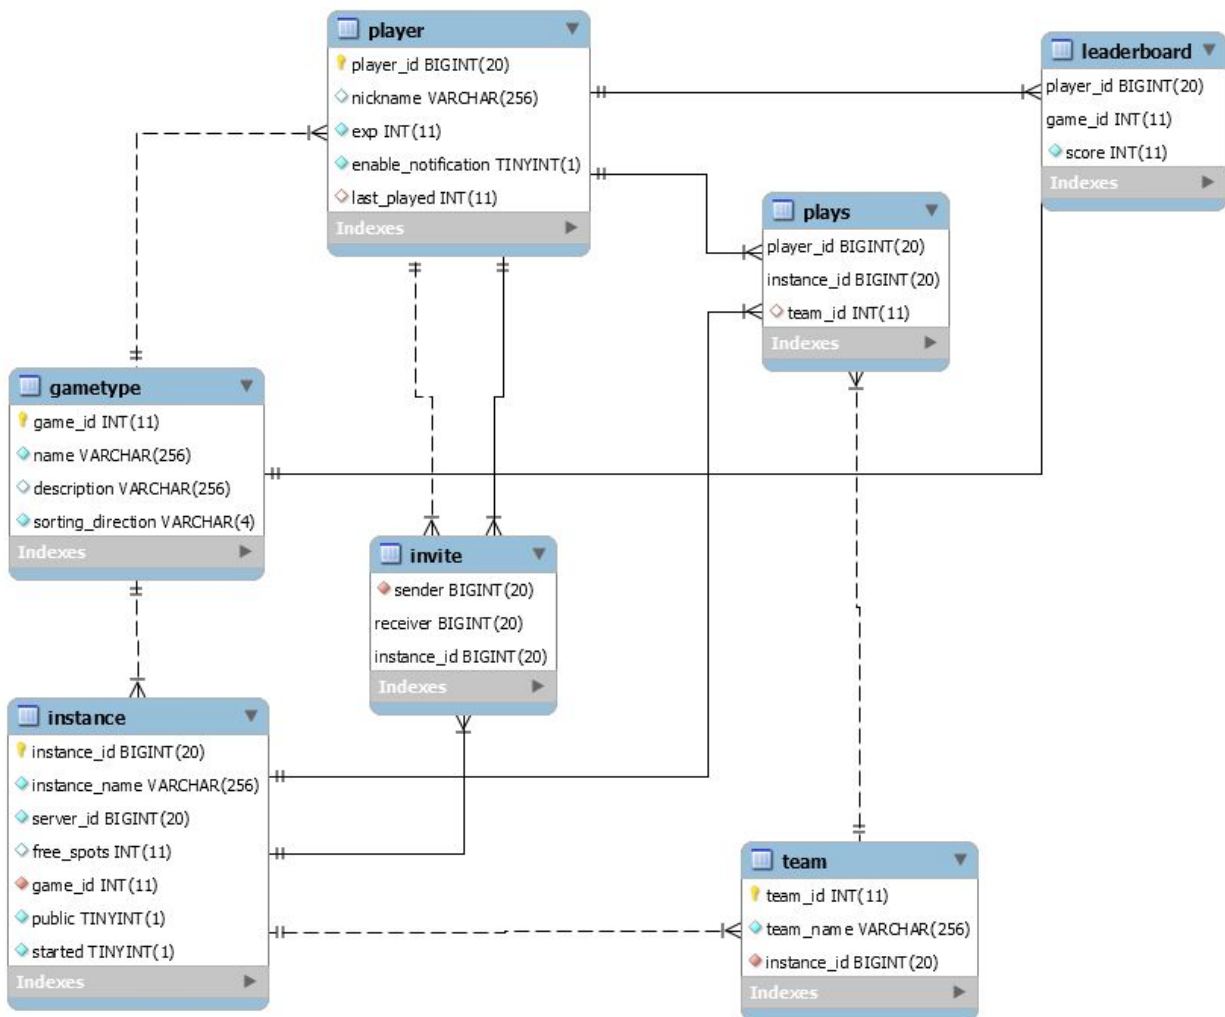 player
player_id BIGINT(20)
nickname VARCHAR(256)
exp INT(11)
enable_notification TINYINT(1)
last_played INT(11)
Indexes
leaderboard
player_id BIGINT(20)
game_id INT(11)
score INT(11)
Indexes
plays
player_id BIGINT(20)
instance_id BIGINT(20)
team_id INT(11)
Indexes
gametype
game_id INT(11)
name VARCHAR(256)
description VARCHAR(256)
sorting_direction VARCHAR(4)
Indexes
invite
sender BIGINT(20)
receiver BIGINT(20)
instance_id BIGINT(20)
Indexes
instance
instance_id BIGINT(20)
instance_name VARCHAR(256)
server_id BIGINT(20)
free_spots INT(11)
game_id INT(11)
public TINYINT(1)
started TINYINT(1)
Indexes
team
team_id INT(11)
team_name VARCHAR(256)
instance_id BIGINT(20)
Indexes